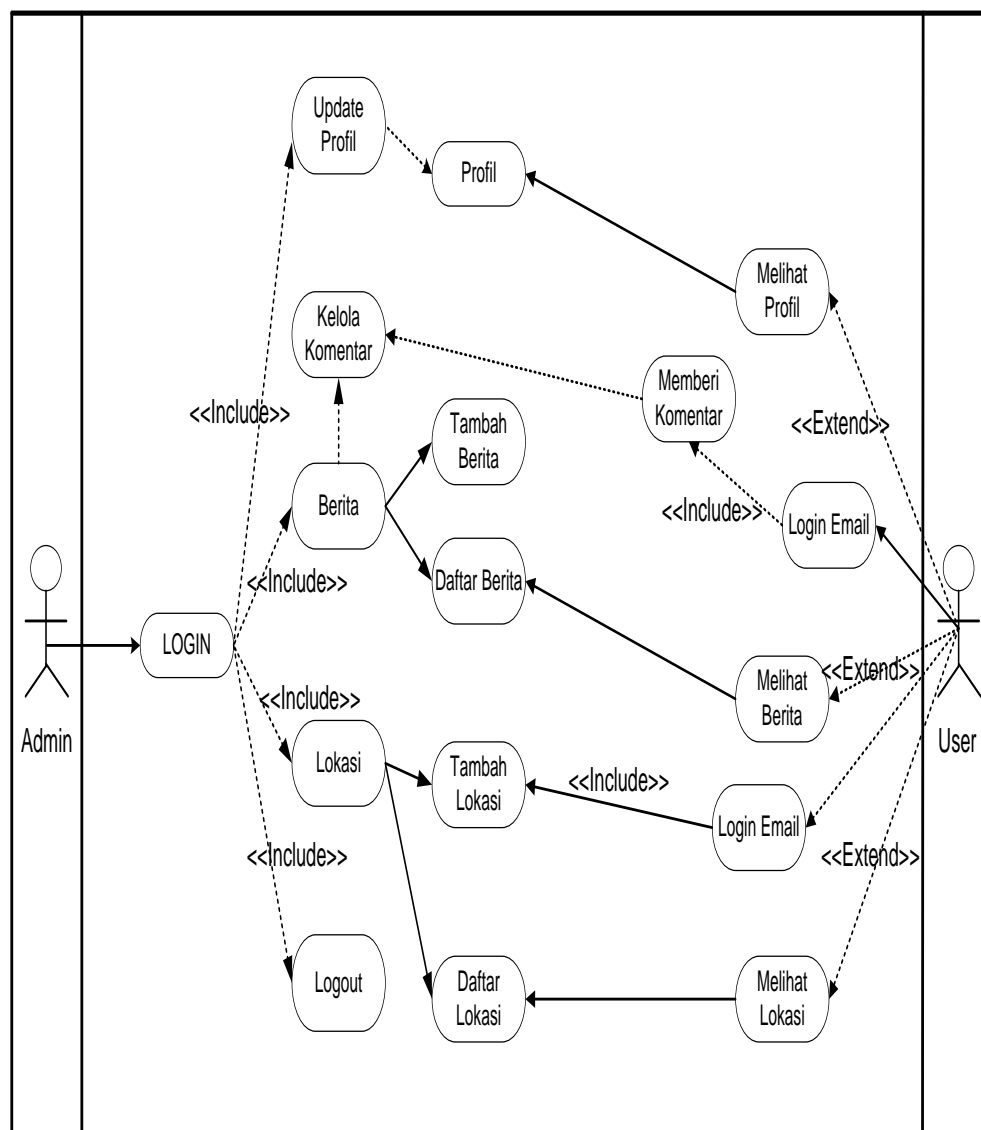 Update
Profil
Profil
Melihat
Profil
Kelola
Komentar
Memberi
Komentar
<<Include>>
Tambah
Berita
<<Extend>>
Berita
<<Include>>
Login Email
<<Include>>
Daftar Berita
LOGIN
<<Include>>
Melihat
Berita
<<Extend>>
Admin
User
Lokasi
Tambah
Lokasi
<<Include>>
Login Email
<<Include>>
<<Extend>>
Logout
Daftar
Lokasi
Melihat
Lokasi